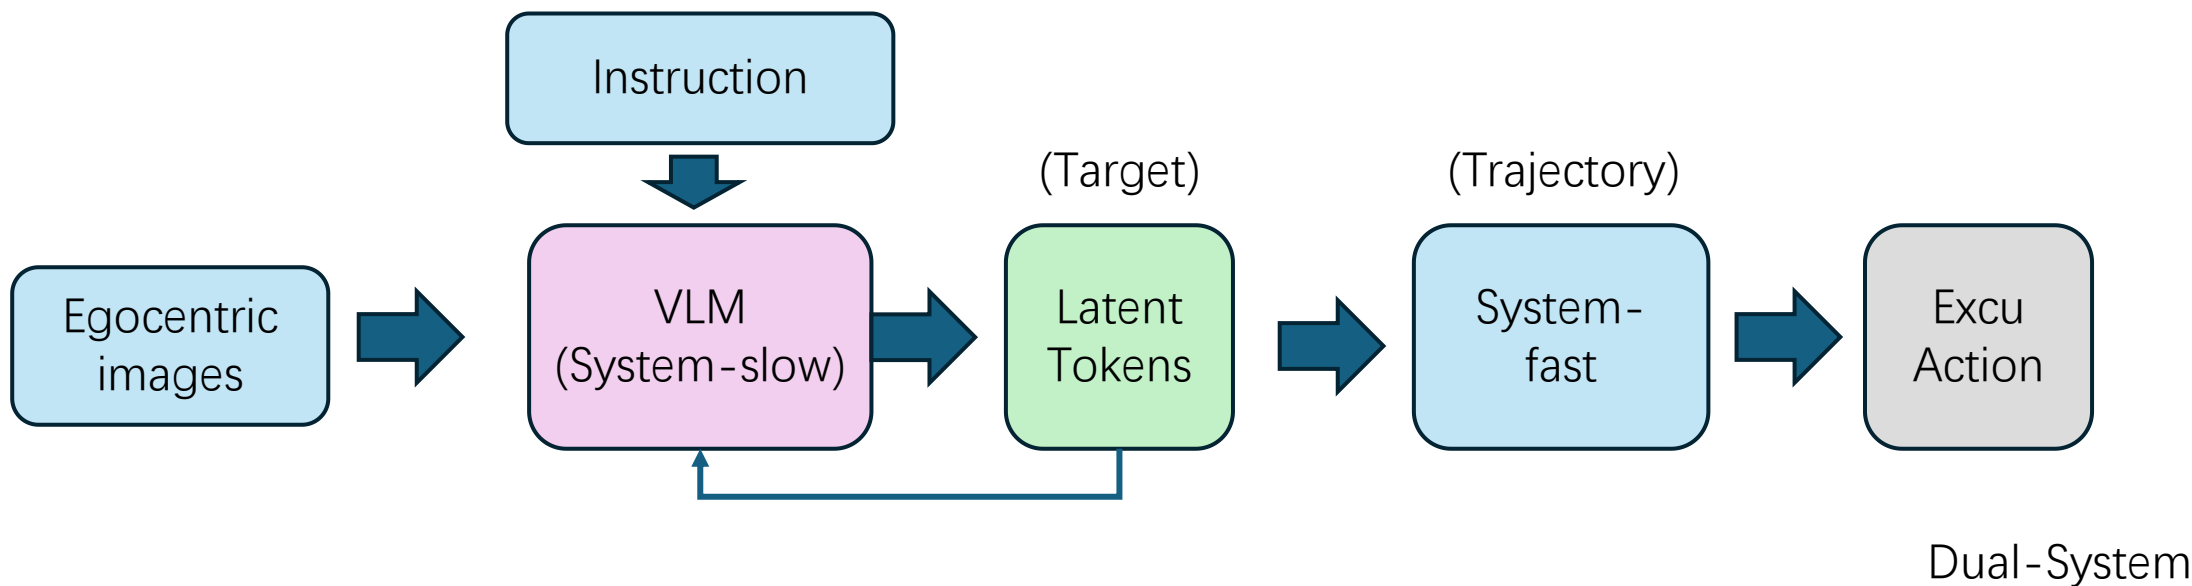 Instruction
(Target)
(Trajectory)
Egocentric
images
VLM
(System-slow)
Latent
Tokens
System-
fast
Excu
Action
Dual-System